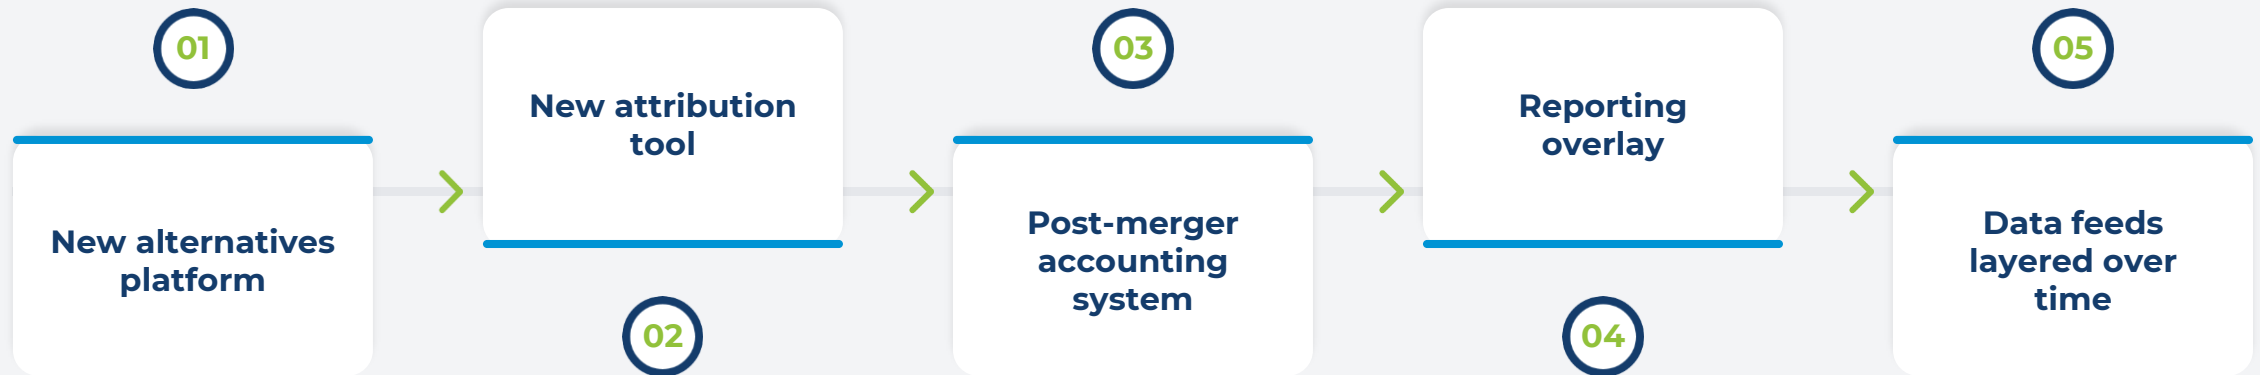 01
New alternatives
platform
New attribution
tool
02
03
Post-merger
accounting
system
Reporting
overlay
04
05
Data feeds
layered over
time